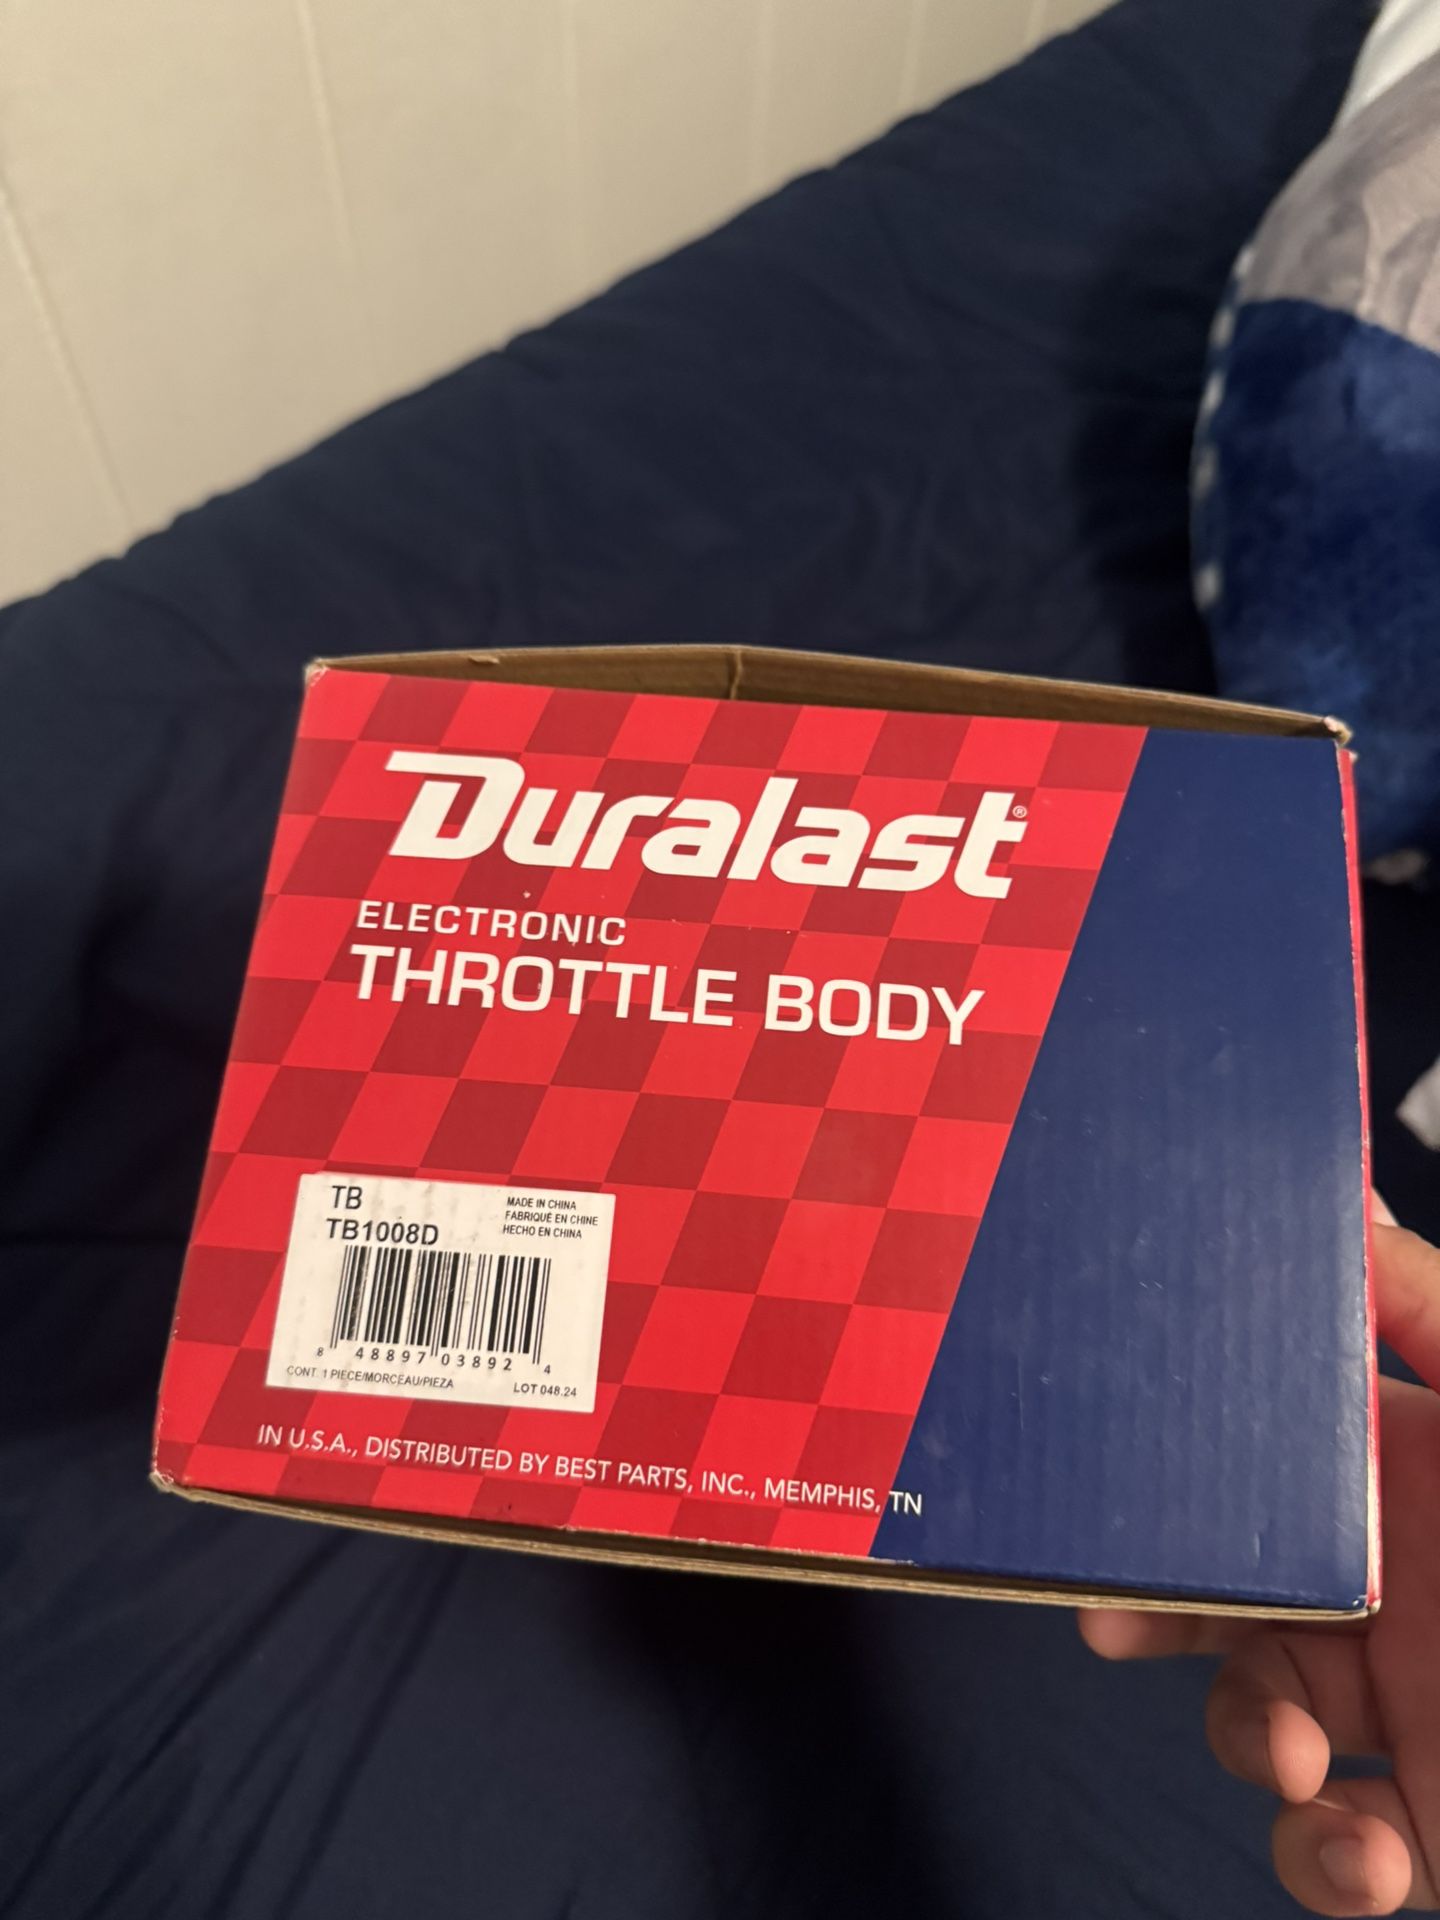 Duralast®
ELECTRONIC
THROTTLE BODY
TB
TB1008D
MADE IN CHINA
FABRIQUÉ EN CHINE
HECHO EN CHINA
8 48897 03892 4
CONT. 1 PIECE/MORCEAU/PIEZA
LOT 048.24
IN U.S.A., DISTRIBUTED BY BEST PARTS, INC., MEMPHIS, TN